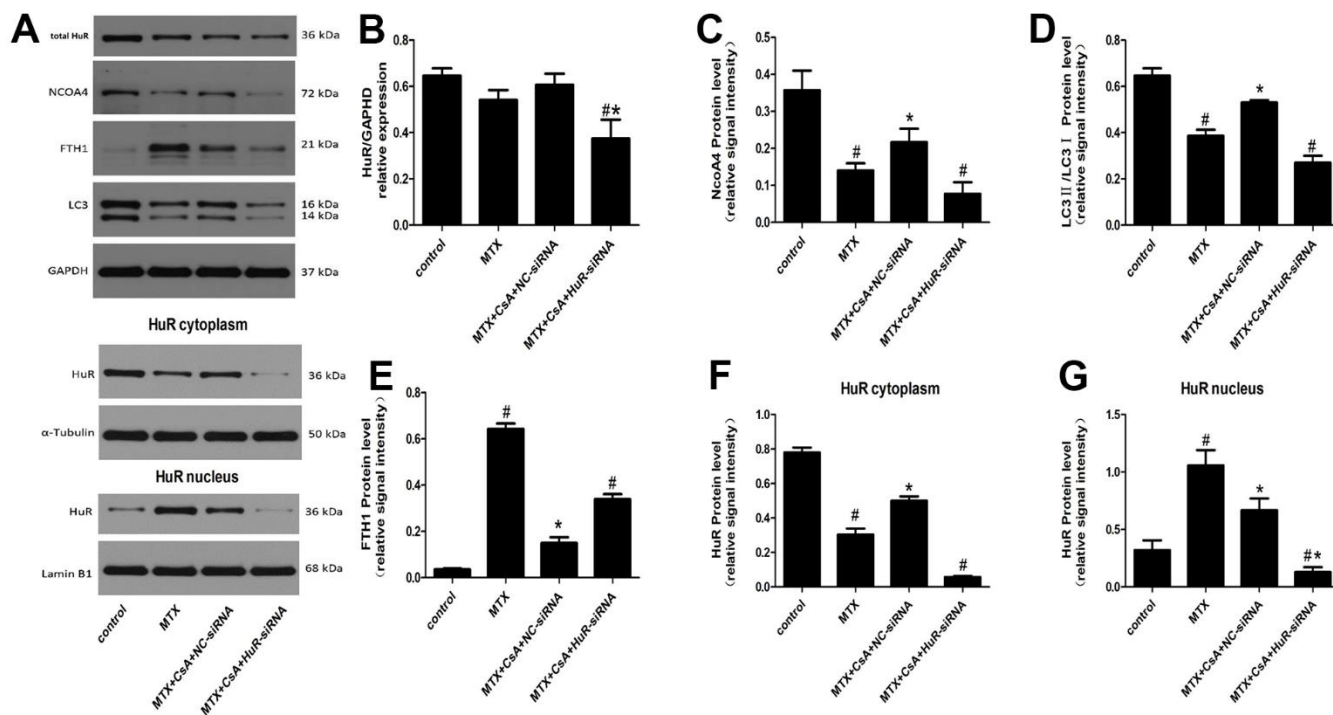 A
total HuR
36 kDa
NCOA4
72 kDa
FTH1
21 kDa
LC3
16 kDa
14 kDa
GAPDH
37 kDa
HuR cytoplasm
HuR
36 kDa
α-Tubulin
50 kDa
HuR nucleus
HuR
36 kDa
Lamin B1
68 kDa
control
MTX
MTX+CsA+NC-siRNA
MTX+CsA+HuR-siRNA
B
HuR/GAPHD
relative expression
0.8
0.6
0.4
0.2
0.0
#*
control
MTX
MTX+CsA+NC-siRNA
MTX+CsA+HuR-siRNA
C
NcoA4 Protein level
(relative signal intensity)
0.5
0.4
0.3
0.2
0.1
0.0
#
*
#
control
MTX
MTX+CsA+NC-siRNA
MTX+CsA+HuR-siRNA
D
LC3Ⅱ/LC3Ⅰ Protein level
(relative signal intensity)
0.8
0.6
0.4
0.2
0.0
#
*
#
control
MTX
MTX+CsA+NC-siRNA
MTX+CsA+HuR-siRNA
E
FTH1 Protein level
(relative signal intensity)
0.8
0.6
0.4
0.2
0.0
#
*
#
control
MTX
MTX+CsA+NC-siRNA
MTX+CsA+HuR-siRNA
F
HuR cytoplasm
HuR Protein level
(relative signal intensity)
1.0
0.8
0.6
0.4
0.2
0.0
#
*
#
control
MTX
MTX+CsA+NC-siRNA
MTX+CsA+HuR-siRNA
G
HuR nucleus
HuR Protein level
(relative signal intensity)
1.5
1.0
0.5
0.0
#
*
#*
control
MTX
MTX+CsA+NC-siRNA
MTX+CsA+HuR-siRNA